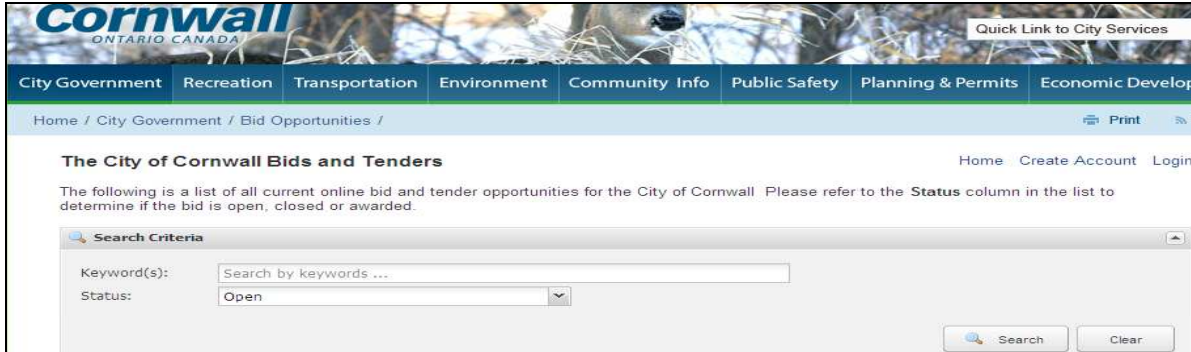 Cornwall
ONTARIO CANADA
Quick Link to City Services
City Government Recreation Transportation Environment Community Info Public Safety Planning & Permits Economic Develop
Home / City Government / Bid Opportunities /
Print
The City of Cornwall Bids and Tenders
Home Create Account Login
The following is a list of all current online bid and tender opportunities for the City of Cornwall Please refer to the Status column in the list to
determine if the bid is open, closed or awarded.
Search Criteria
Keyword(s): Search by keywords ...
Status: Open
Search Clear